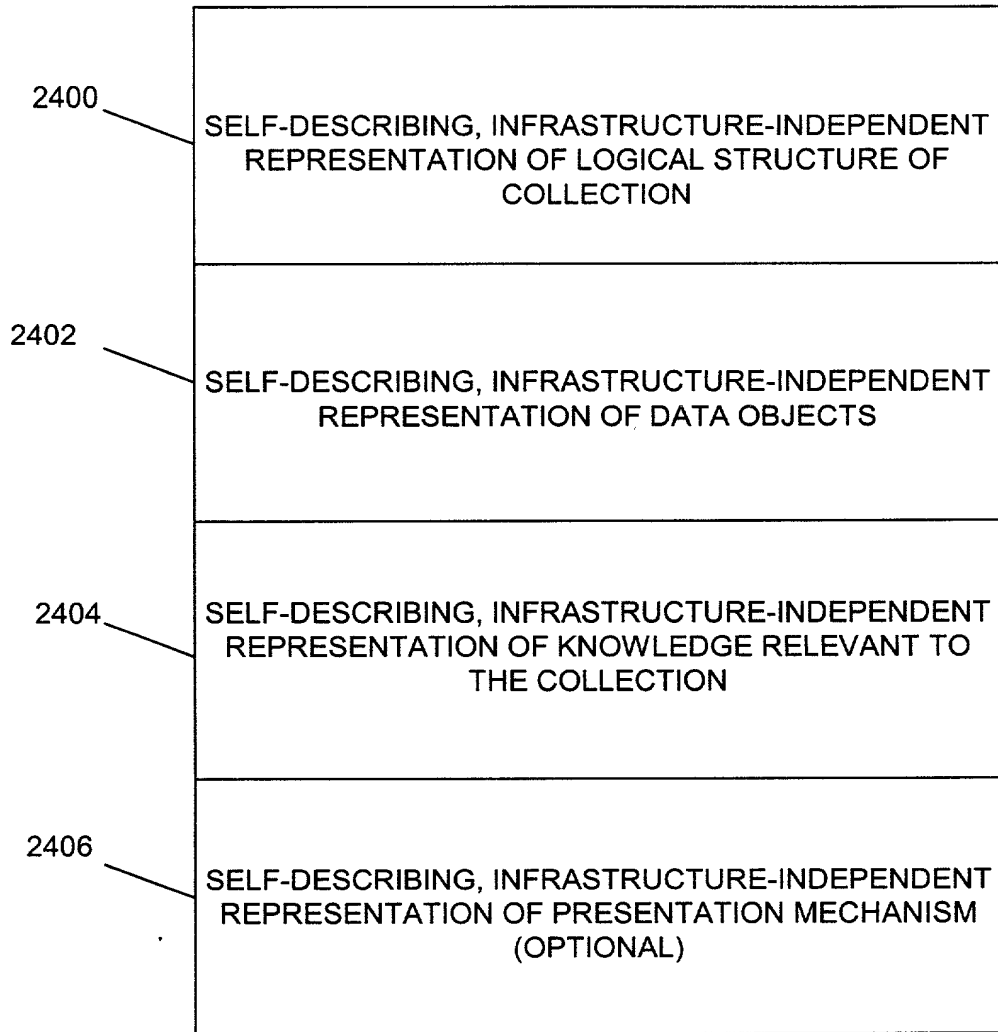 2400
SELF-DESCRIBING, INFRASTRUCTURE-INDEPENDENT
REPRESENTATION OF LOGICAL STRUCTURE OF
COLLECTION
2402
SELF-DESCRIBING, INFRASTRUCTURE-INDEPENDENT
REPRESENTATION OF DATA OBJECTS
2404
SELF-DESCRIBING, INFRASTRUCTURE-INDEPENDENT
REPRESENTATION OF KNOWLEDGE RELEVANT TO
THE COLLECTION
2406
SELF-DESCRIBING, INFRASTRUCTURE-INDEPENDENT
REPRESENTATION OF PRESENTATION MECHANISM
(OPTIONAL)